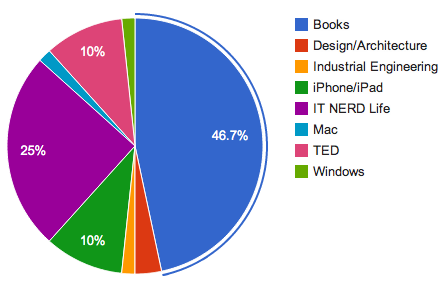 46.7%
10%
25%
10%
Books
Design/Architecture
Industrial Engineering
iPhone/iPad
IT NERD Life
Mac
TED
Windows